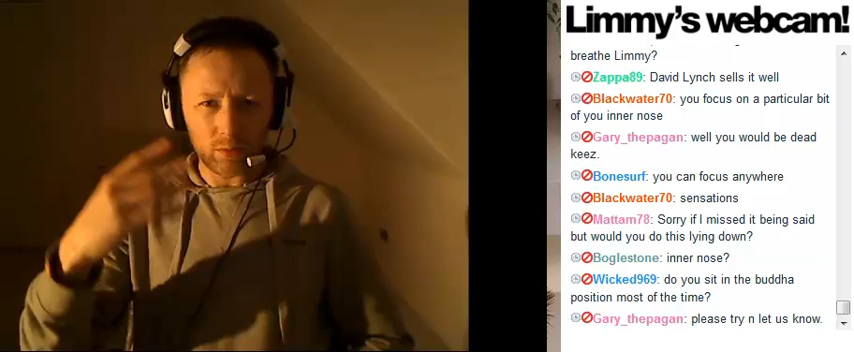 Limmy's webcam!
breathe Limmy?
Zappa89: David Lynch sells it well
Blackwater70: you focus on a particular bit
of you inner nose
Gary_thepagan: well you would be dead
keez.
Bonesurf: you can focus anywhere
Blackwater70: sensations
Mattam78: Sorry if I missed it being said
but would you do this lying down?
Boglestone: inner nose?
Wicked969: do you sit in the buddha
position most of the time?
Gary_thepagan: please try n let us know.